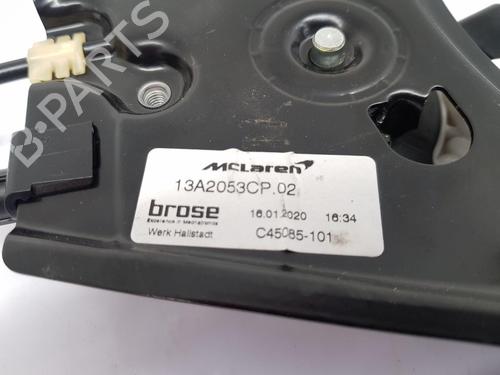 B-PARTS
McLaren
13A2053CP.02
brose 16.01.2020 16:34
Excellence in Mechatronics
Werk Hallstadt C45085-101